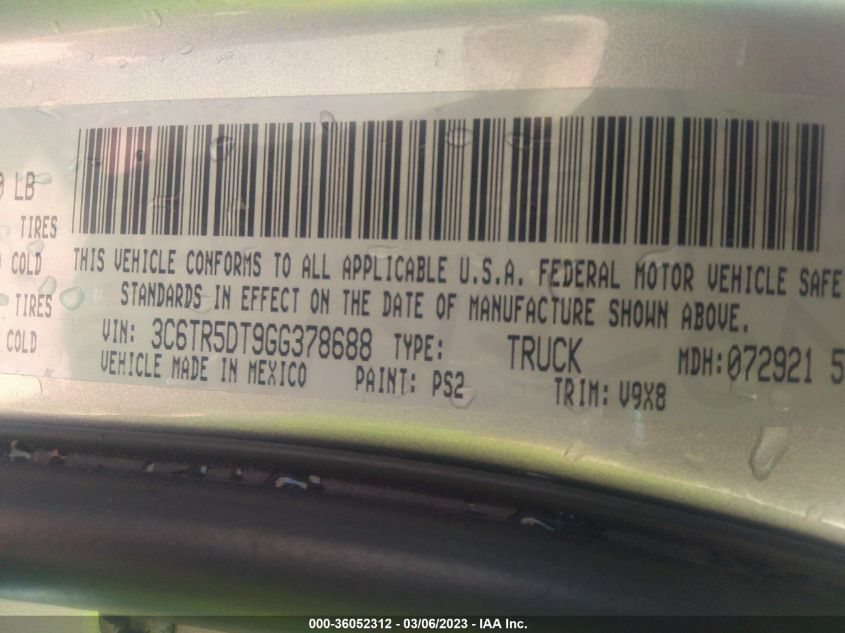 LB
TIRES
COLD
TIRES
COLD
THIS VEHICLE CONFORMS TO ALL APPLICABLE U.S.A. FEDERAL MOTOR VEHICLE SAFE
STANDARDS IN EFFECT ON THE DATE OF MANUFACTURE SHOWN ABOVE.
VIN: 3C6TR5DT9GG378688 TYPE: TRUCK MDH:072921 5
VEHICLE MADE IN MEXICO PAINT: PS2 TRIM: V9X8
000-36052312 - 03/06/2023 - IAA Inc.